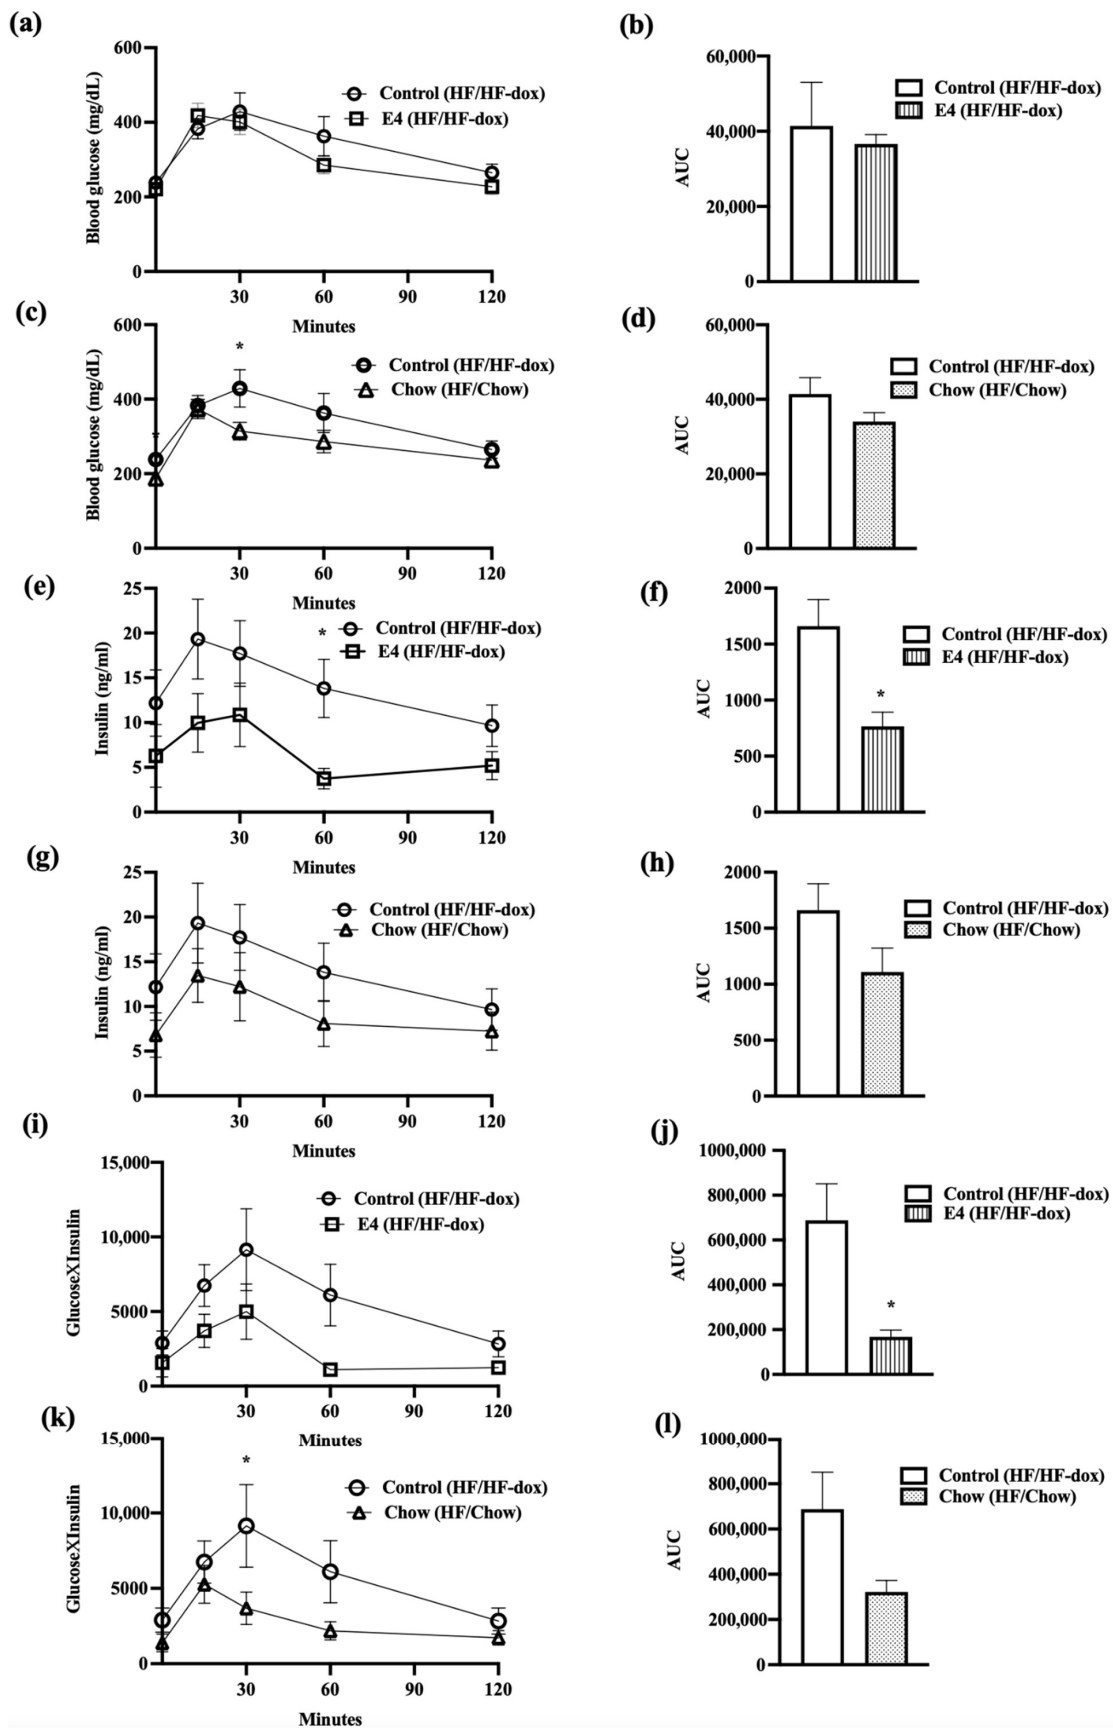 (a)
600
400
200
0
Blood glucose (mg/dL)
Control (HF/HF-dox)
E4 (HF/HF-dox)
30
60
90
120
Minutes
(b)
60,000
40,000
20,000
0
AUC
Control (HF/HF-dox)
E4 (HF/HF-dox)
(c)
600
400
200
0
Blood glucose (mg/dL)
*
*
Control (HF/HF-dox)
Chow (HF/Chow)
30
60
90
120
Minutes
(d)
60,000
40,000
20,000
0
AUC
Control (HF/HF-dox)
Chow (HF/Chow)
(e)
25
20
15
10
5
0
Insulin (ng/ml)
*
Control (HF/HF-dox)
E4 (HF/HF-dox)
30
60
90
120
Minutes
(f)
2000
1500
1000
500
0
AUC
*
Control (HF/HF-dox)
E4 (HF/HF-dox)
(g)
25
20
15
10
5
0
Insulin (ng/ml)
Control (HF/HF-dox)
Chow (HF/Chow)
30
60
90
120
Minutes
(h)
2000
1500
1000
500
0
AUC
Control (HF/HF-dox)
Chow (HF/Chow)
(i)
15,000
10,000
5000
0
GlucoseXInsulin
Control (HF/HF-dox)
E4 (HF/HF-dox)
30
60
90
120
Minutes
(j)
1000,000
800,000
600,000
400,000
200,000
0
AUC
*
Control (HF/HF-dox)
E4 (HF/HF-dox)
(k)
15,000
10,000
5000
0
GlucoseXInsulin
*
Control (HF/HF-dox)
Chow (HF/Chow)
30
60
90
120
Minutes
(l)
1000,000
800,000
600,000
400,000
200,000
0
AUC
Control (HF/HF-dox)
Chow (HF/Chow)